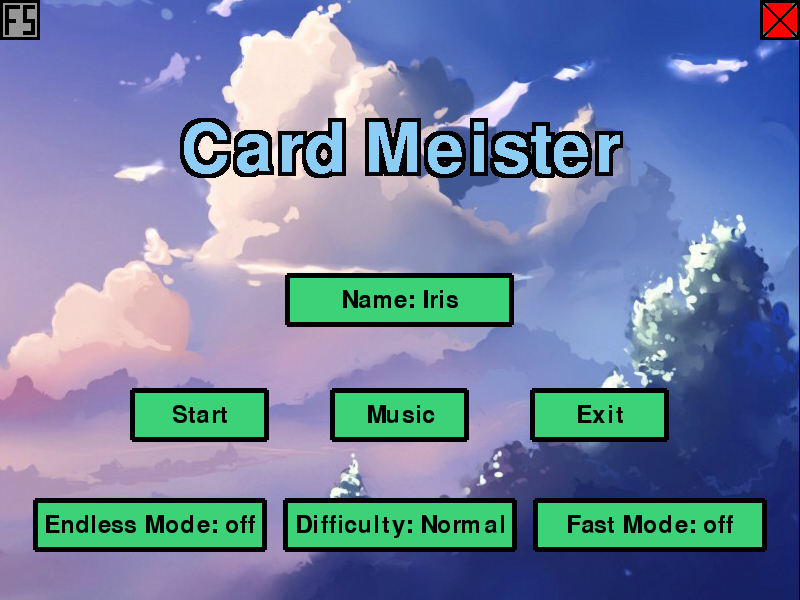 FS
Card Meister
Name: Iris
Start
Music
Exit
Endless Mode: off
Difficulty: Normal
Fast Mode: off